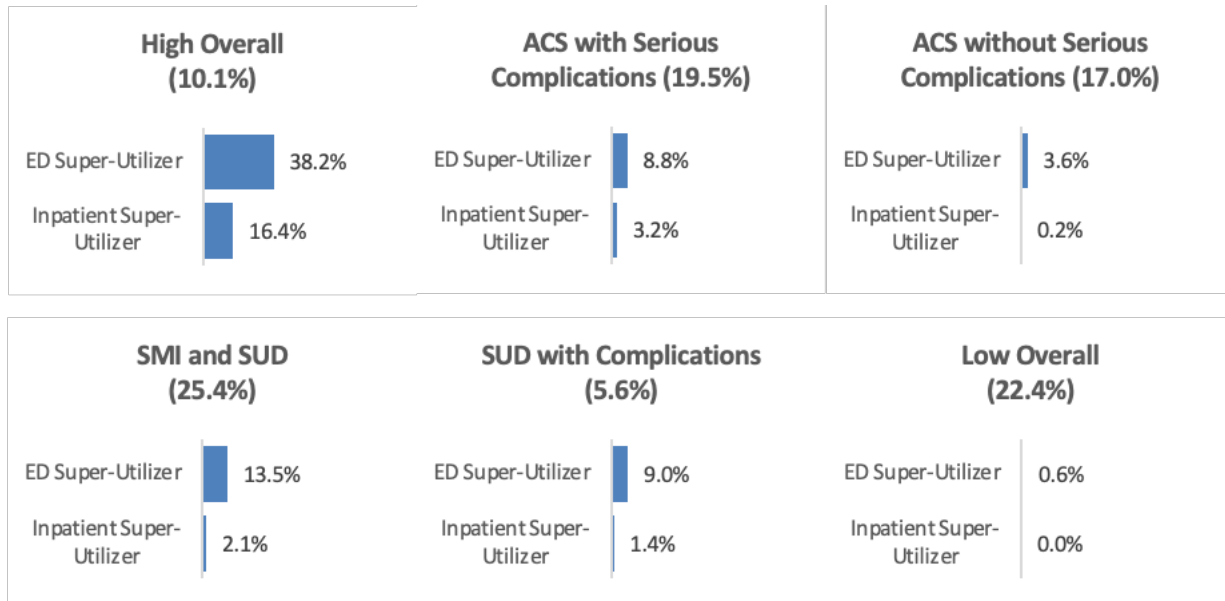 High Overall
(10.1%)
ED Super-Utilizer
38.2%
Inpatient Super-
Utilizer
16.4%
ACS with Serious
Complications (19.5%)
ED Super-Utilizer
8.8%
Inpatient Super-
Utilizer
3.2%
ACS without Serious
Complications (17.0%)
ED Super-Utilizer
3.6%
Inpatient Super-
Utilizer
0.2%
SMI and SUD
(25.4%)
ED Super-Utilizer
13.5%
Inpatient Super-
Utilizer
2.1%
SUD with Complications
(5.6%)
ED Super-Utilizer
9.0%
Inpatient Super-
Utilizer
1.4%
Low Overall
(22.4%)
ED Super-Utilizer
0.6%
Inpatient Super-
Utilizer
0.0%